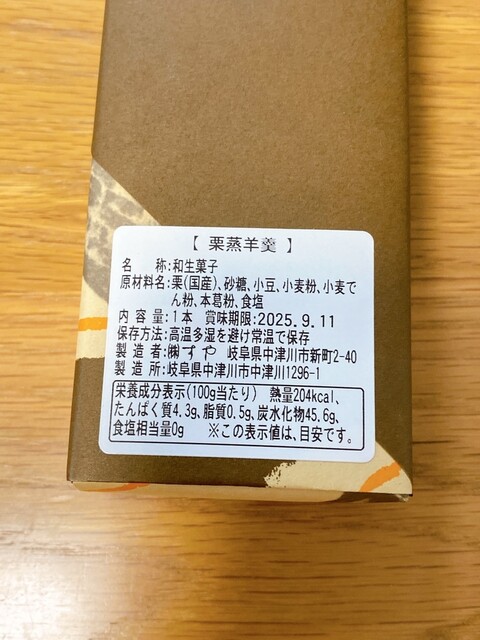 【 栗蒸羊羹 】
名　　称:和生菓子
原材料名:栗(国産)、砂糖、小豆、小麦粉、小麦で
ん粉、本葛粉、食塩
内 容 量:1本　賞味期限:2025.9.11
保存方法:高温多湿を避け常温で保存
製 造 者:㈱すや 岐阜県中津川市新町2-40
製 造 所:岐阜県中津川市中津川1296-1
栄養成分表示(100g当たり)　熱量204kcal、
たんぱく質4.3g、脂質0.5g、炭水化物45.6g、
食塩相当量0g　　※この表示値は、目安です。